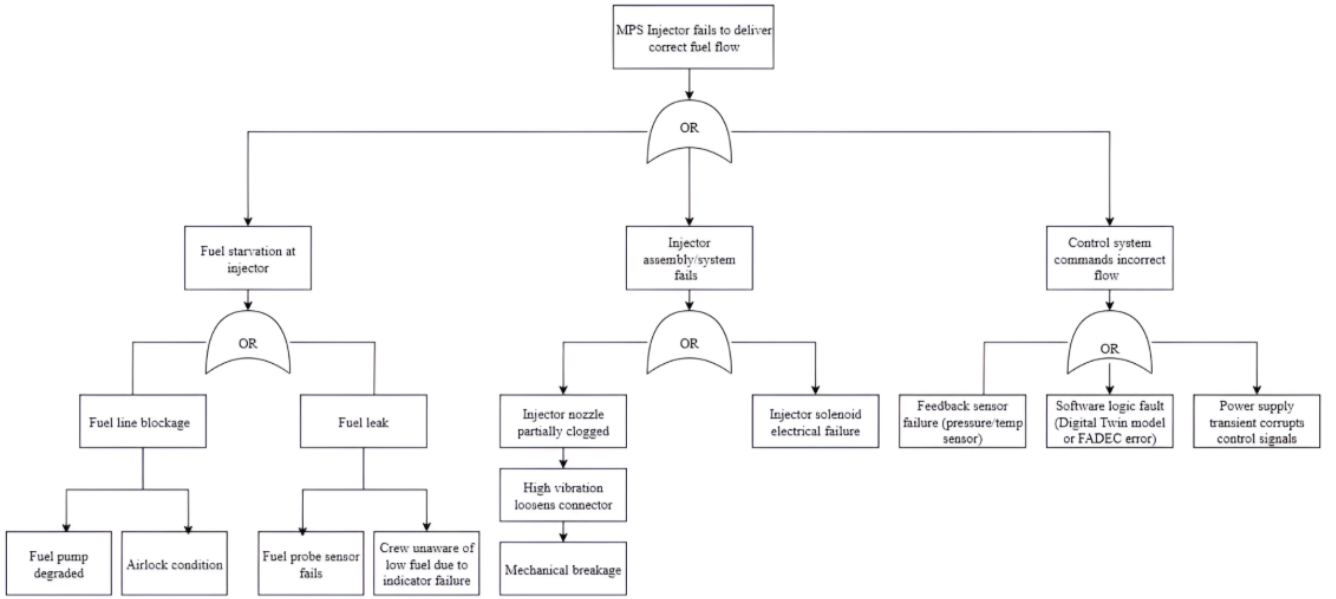 MPS Injector fails to deliver
correct fuel flow
OR
Fuel starvation at
injector
Injector
assembly/system
fails
Control system
commands incorrect
flow
OR
OR
OR
Fuel line blockage
Fuel leak
Injector nozzle
partially clogged
Injector solenoid
electrical failure
Feedback sensor
failure (pressure/temp
sensor)
Software logic fault
(Digital Twin model
or FADEC error)
Power supply
transient corrupts
control signals
High vibration
loosens connector
Fuel pump
degraded
Airlock condition
Fuel probe sensor
fails
Crew unaware of
low fuel due to
indicator failure
Mechanical breakage